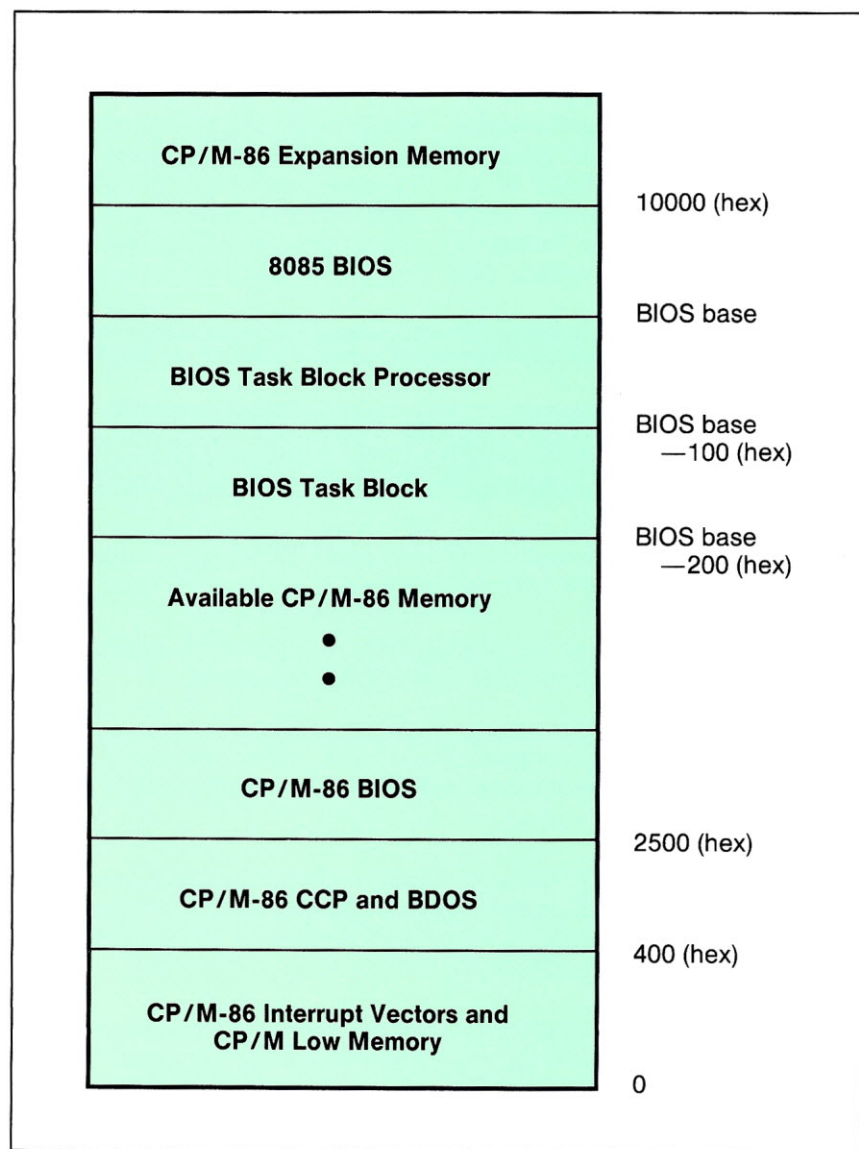 CP/M-86 Expansion Memory
10000 (hex)
8085 BIOS
BIOS base
BIOS Task Block Processor
BIOS base
—100 (hex)
BIOS Task Block
BIOS base
—200 (hex)
Available CP/M-86 Memory
CP/M-86 BIOS
2500 (hex)
CP/M-86 CCP and BDOS
400 (hex)
CP/M-86 Interrupt Vectors and
CP/M Low Memory
0